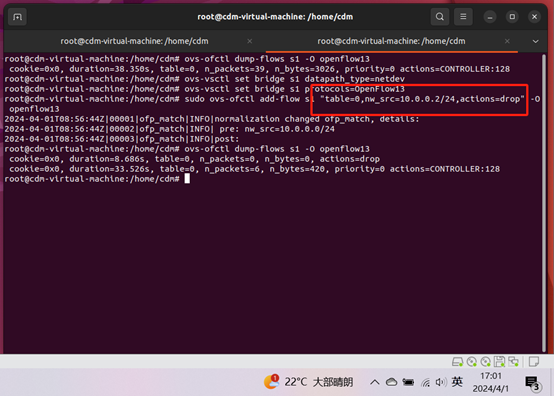 root@cdm-virtual-machine: /home/cdm
root@cdm-virtual-machine: /home/cdm
root@cdm-virtual-machine: /home/cdm
root@cdm-virtual-machine:/home/cdm# ovs-ofctl dump-flows s1 -O openflow13
cookie=0x0, duration=38.350s, table=0, n_packets=39, n_bytes=3026, priority=0 actions=CONTROLLER:128
root@cdm-virtual-machine:/home/cdm# ovs-vsctl set bridge s1 datapath_type=netdev
root@cdm-virtual-machine:/home/cdm# ovs-vsctl set bridge s1 protocols=OpenFlow13
root@cdm-virtual-machine:/home/cdm# sudo ovs-ofctl add-flow s1 "table=0,nw_src=10.0.0.2/24,actions=drop" -O
openflow13
2024-04-01T08:56:44Z|00001|ofp_match|INFO|normalization changed ofp_match, details:
2024-04-01T08:56:44Z|00002|ofp_match|INFO| pre: nw_src=10.0.0.0/24
2024-04-01T08:56:44Z|00003|ofp_match|INFO|post:
root@cdm-virtual-machine:/home/cdm# ovs-ofctl dump-flows s1 -O openflow13
cookie=0x0, duration=8.686s, table=0, n_packets=0, n_bytes=0, actions=drop
cookie=0x0, duration=33.526s, table=0, n_packets=6, n_bytes=420, priority=0 actions=CONTROLLER:128
root@cdm-virtual-machine:/home/cdm#
1
22°C 大部晴朗
英
17:01
2024/4/1
3